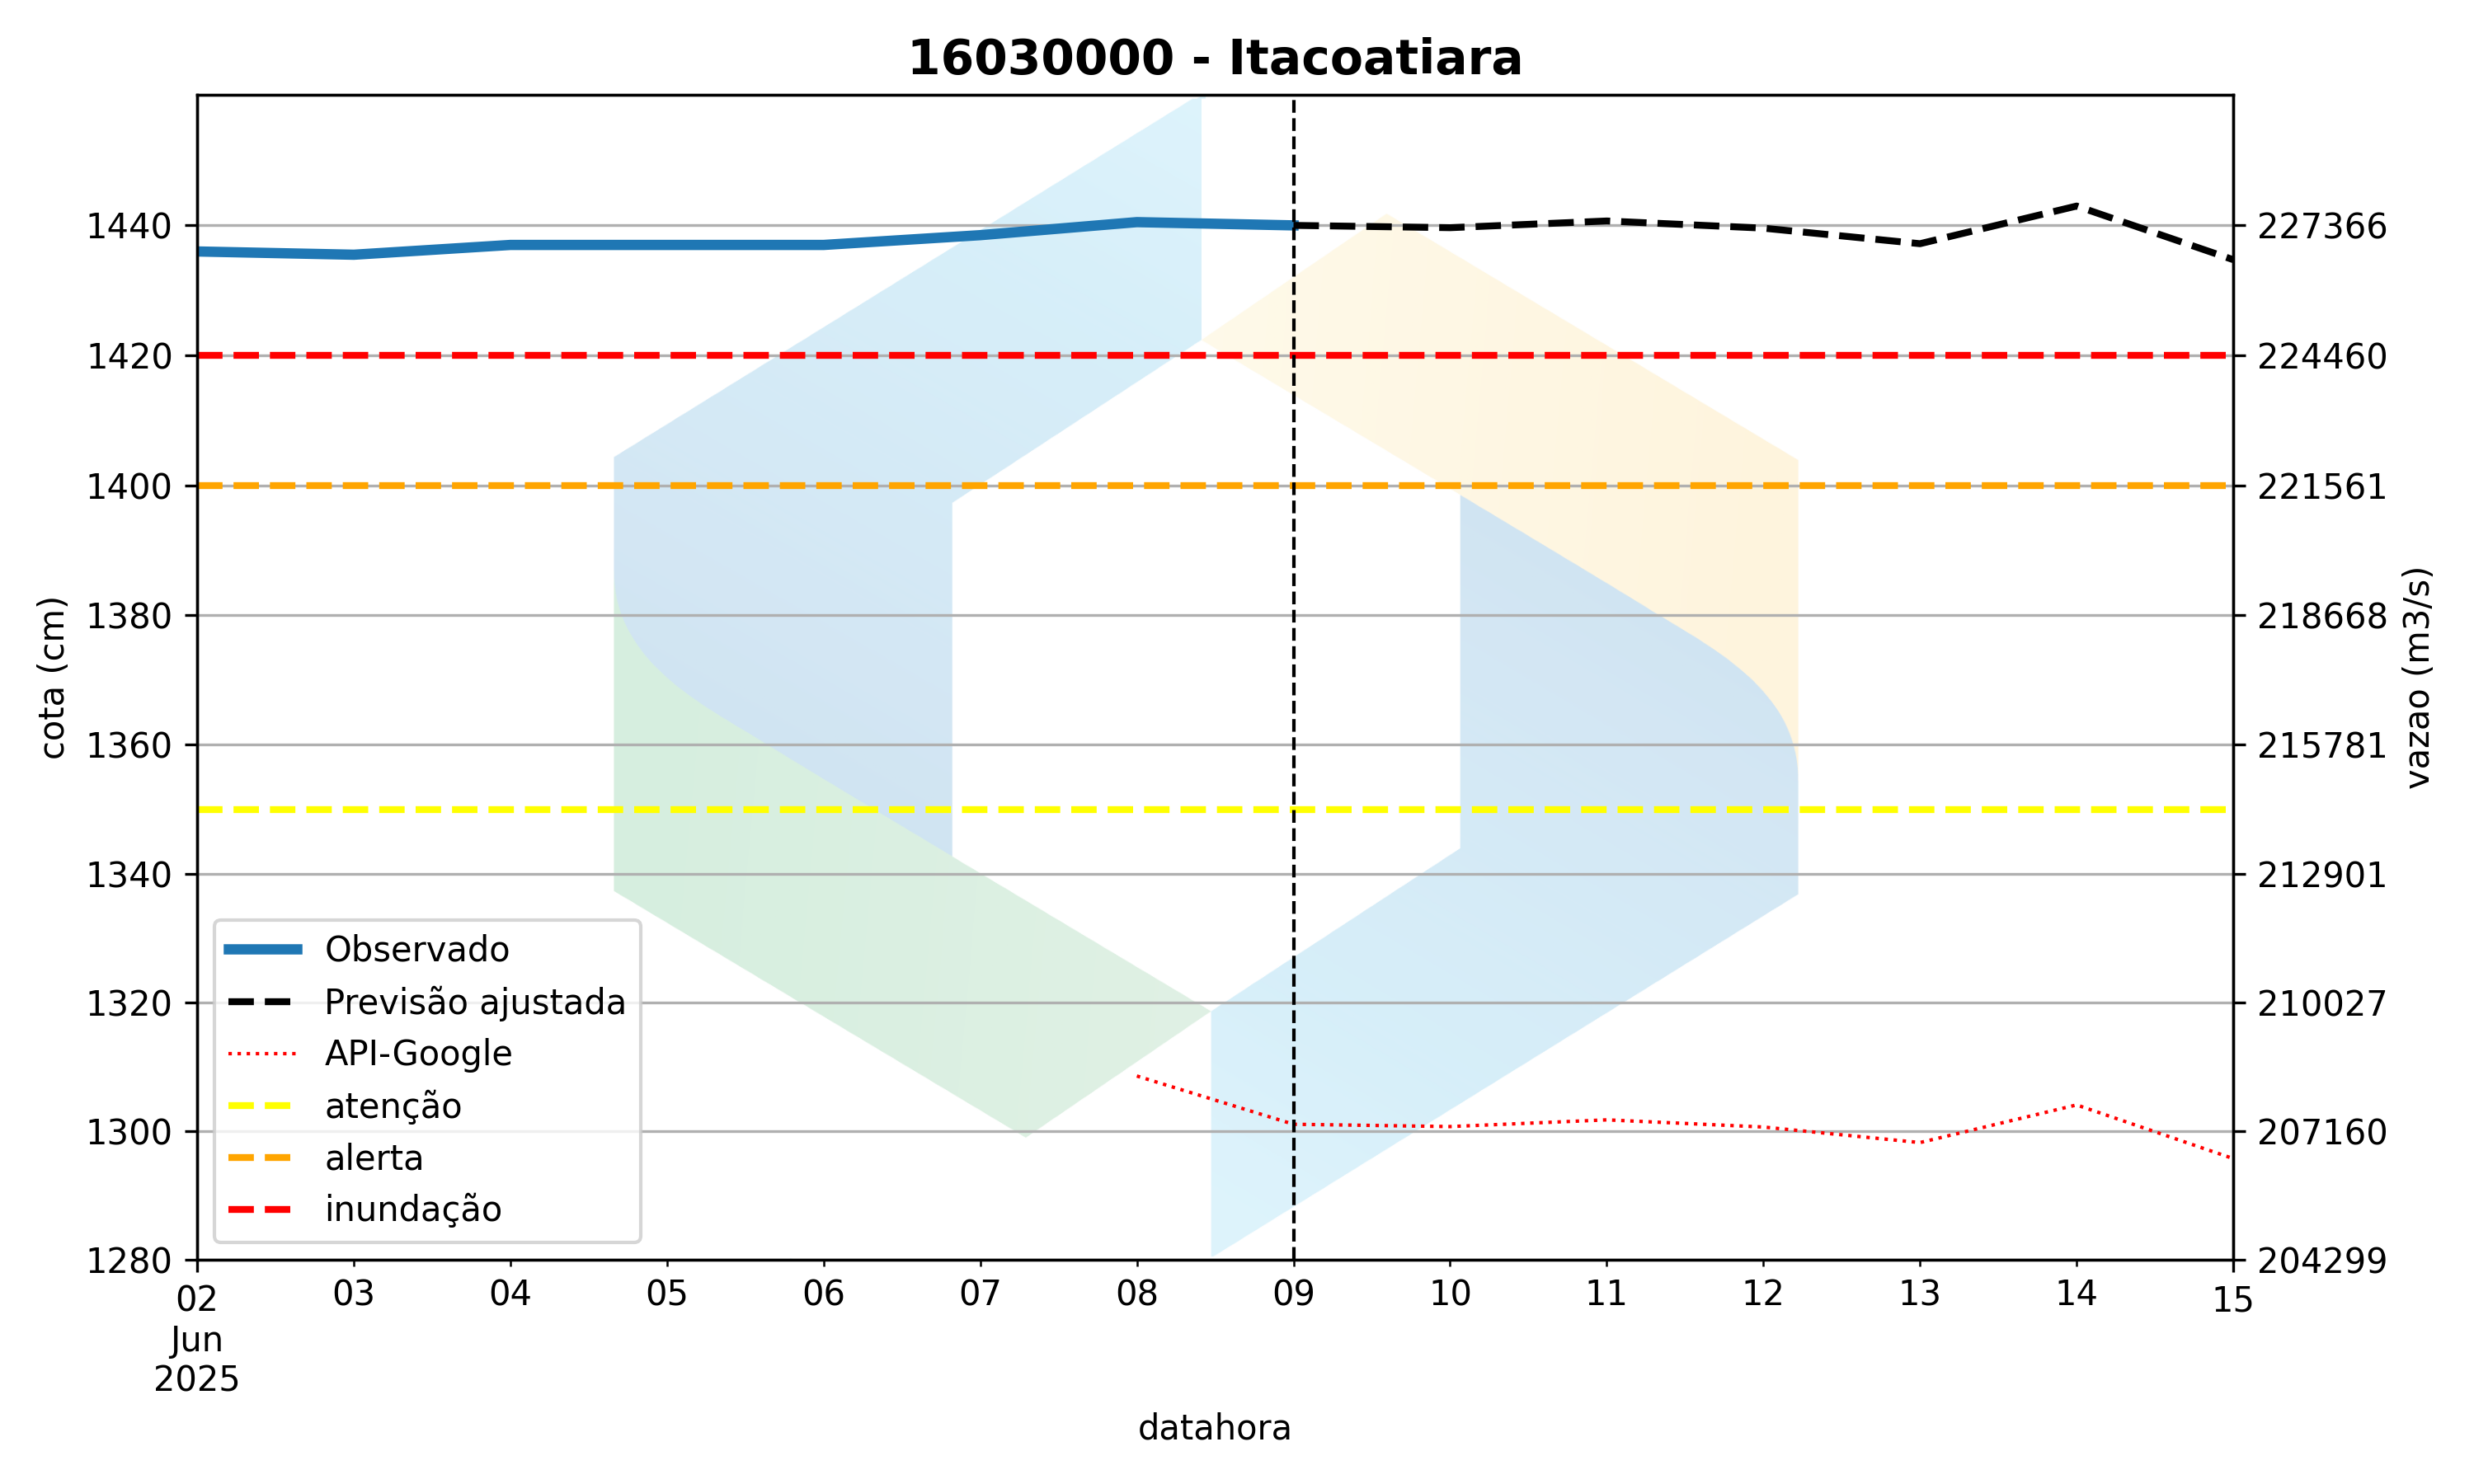 16030000 - Itacoatiara
cota (cm)
1440
1420
1400
1380
1360
1340
1320
1300
1280
227366
224460
221561
218668
215781
212901
210027
207160
204299
vazao (m3/s)
Observado
Previsão ajustada
API-Google
atenção
alerta
inundação
02 03 04 05 06 07 08 09 10 11 12 13 14 15
Jun
2025
datahora